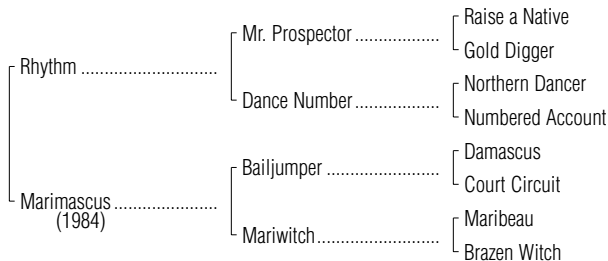 Raise a Native
Mr. Prospector ..................
Gold Digger
Rhythm .............................
Northern Dancer
Dance Number .................
Numbered Account
Damascus
Bailjumper ........................
Court Circuit
Marimascus ......................
(1984)
Maribeau
Mariwitch..........................
Brazen Witch